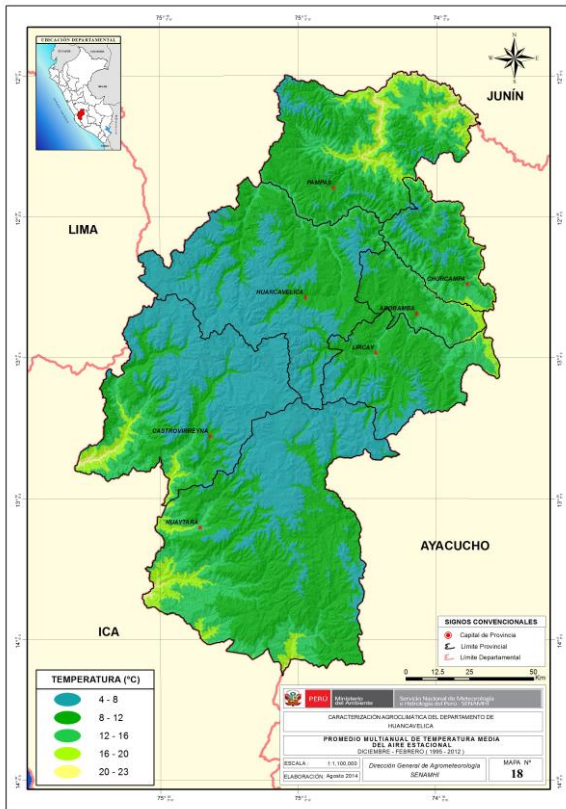 UBICACIÓN DEPARTAMENTAL
N
W E
S
JUNÍN
LIMA
PAMPAS
CHURCAMPA
HUANCAVELICA
ACOBAMBA
LIRCAY
CASTROVIRREYNA
HUAYTARA
AYACUCHO
ICA
SIGNOS CONVENCIONALES
Capital de Provincia
Límite Provincial
Límite Departamental
0 12.5 25 50
Km
TEMPERATURA (°C)
4 - 8
8 - 12
12 - 16
16 - 20
20 - 23
PERÚ
Ministerio del Ambiente
Servicio Nacional de Meteorología e Hidrología del Perú - SENAMHI
CARACTERIZACIÓN AGROCLIMÁTICA DEL DEPARTAMENTO DE
HUANCAVELICA
PROMEDIO MULTIANUAL DE TEMPERATURA MEDIA
DEL AIRE ESTACIONAL
DICIEMBRE - FEBRERO ( 1995 - 2012 )
ESCALA : 1:1,100,000
ELABORACIÓN: Agosto 2014
Dirección General de Agrometeorología
SENAMHI
MAPA N°
18